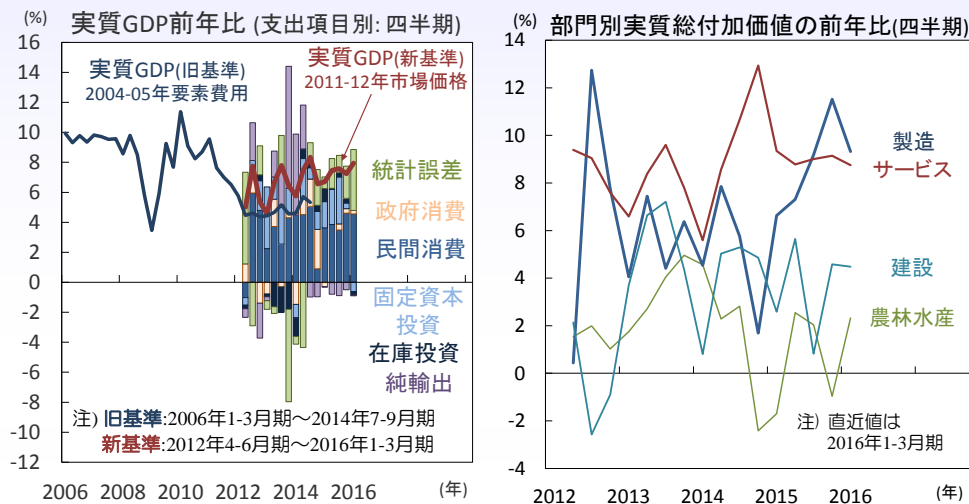 (%)
実質GDP前年比 (支出項目別: 四半期)
16
14
12
10
8
6
4
2
0
-2
-4
-6
-8
-10
-12
実質GDP(旧基準)
2004-05年要素費用
実質GDP(新基準)
2011-12年市場価格
統計誤差
政府消費
民間消費
固定資本
投資
在庫投資
純輸出
注) 旧基準:2006年1-3月期～2014年7-9月期
新基準:2012年4-6月期～2016年1-3月期
2006 2008 2010 2012 2014 2016 (年)
(%)
部門別実質総付加価値の前年比(四半期)
14
12
10
8
6
4
2
0
-2
-4
製造
サービス
建設
農林水産
注) 直近値は
2016年1-3月期
2012 2013 2014 2015 2016 (年)